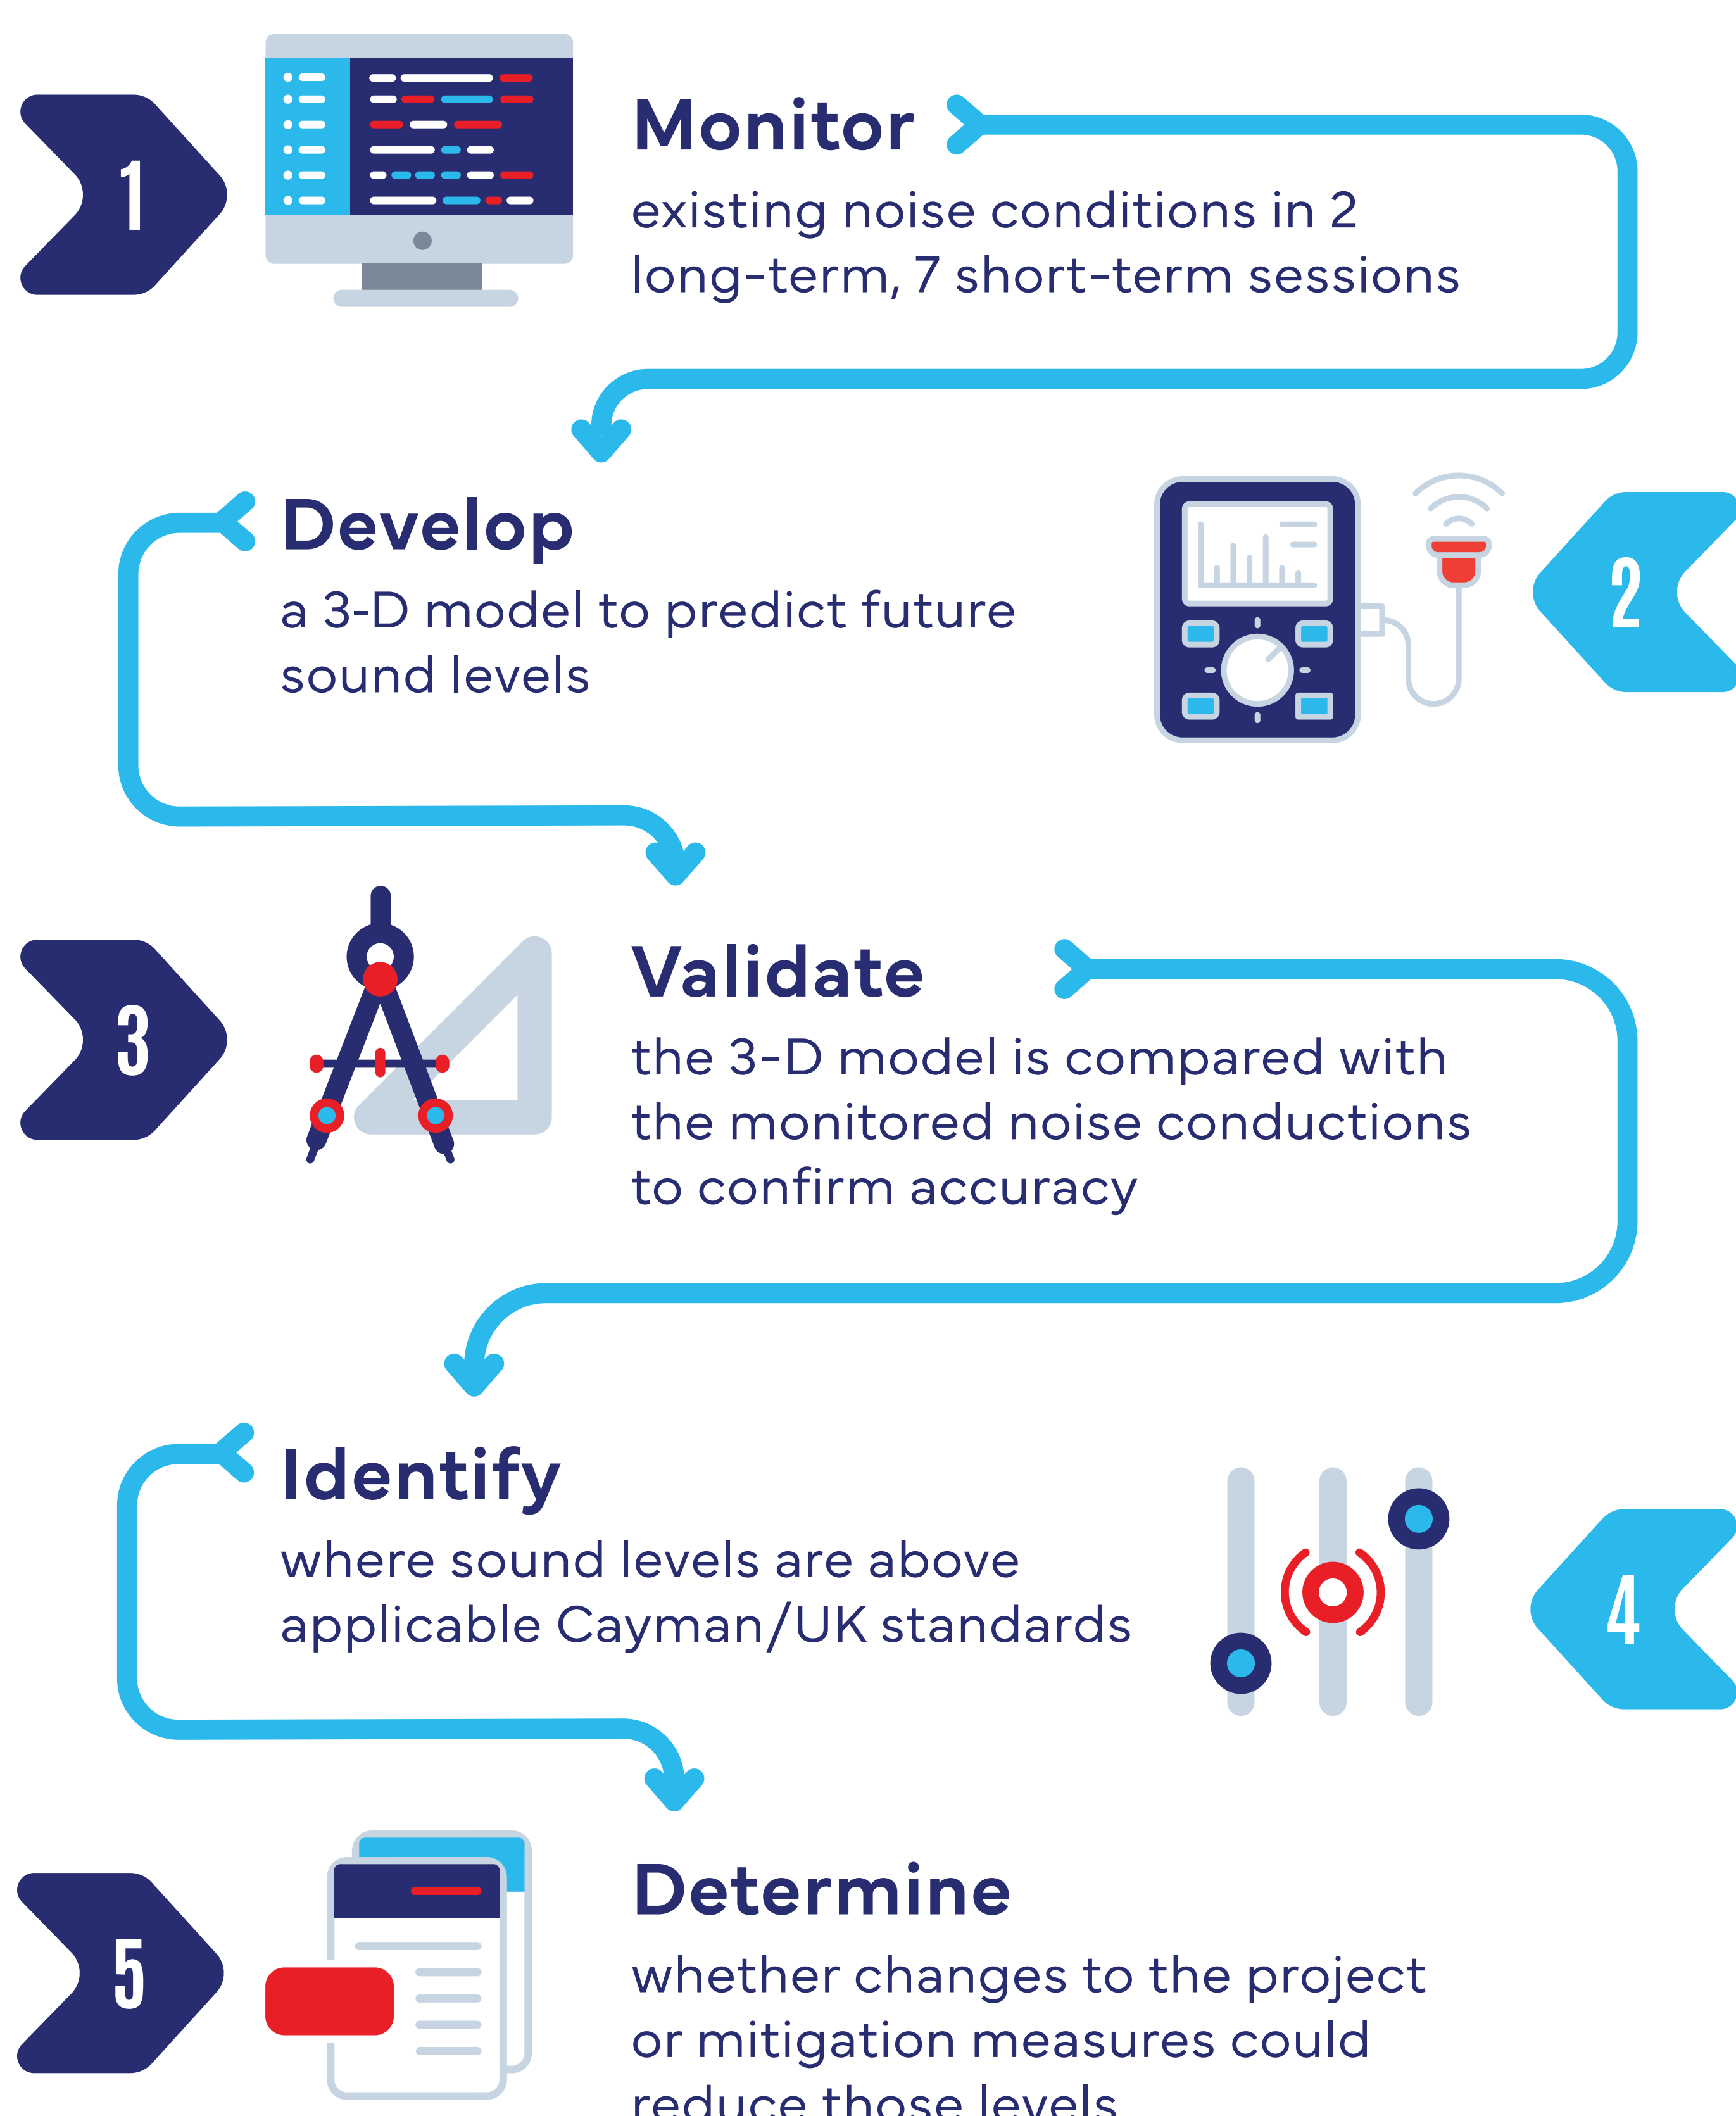 1
Monitor
existing noise conditions in 2
long-term, 7 short-term sessions
2
Develop
a 3-D model to predict future
sound levels
3
Validate
the 3-D model is compared with
the monitored noise conductions
to confirm accuracy
4
Identify
where sound levels are above
applicable Cayman/UK standards
5
Determine
whether changes to the project
or mitigation measures could
reduce those levels